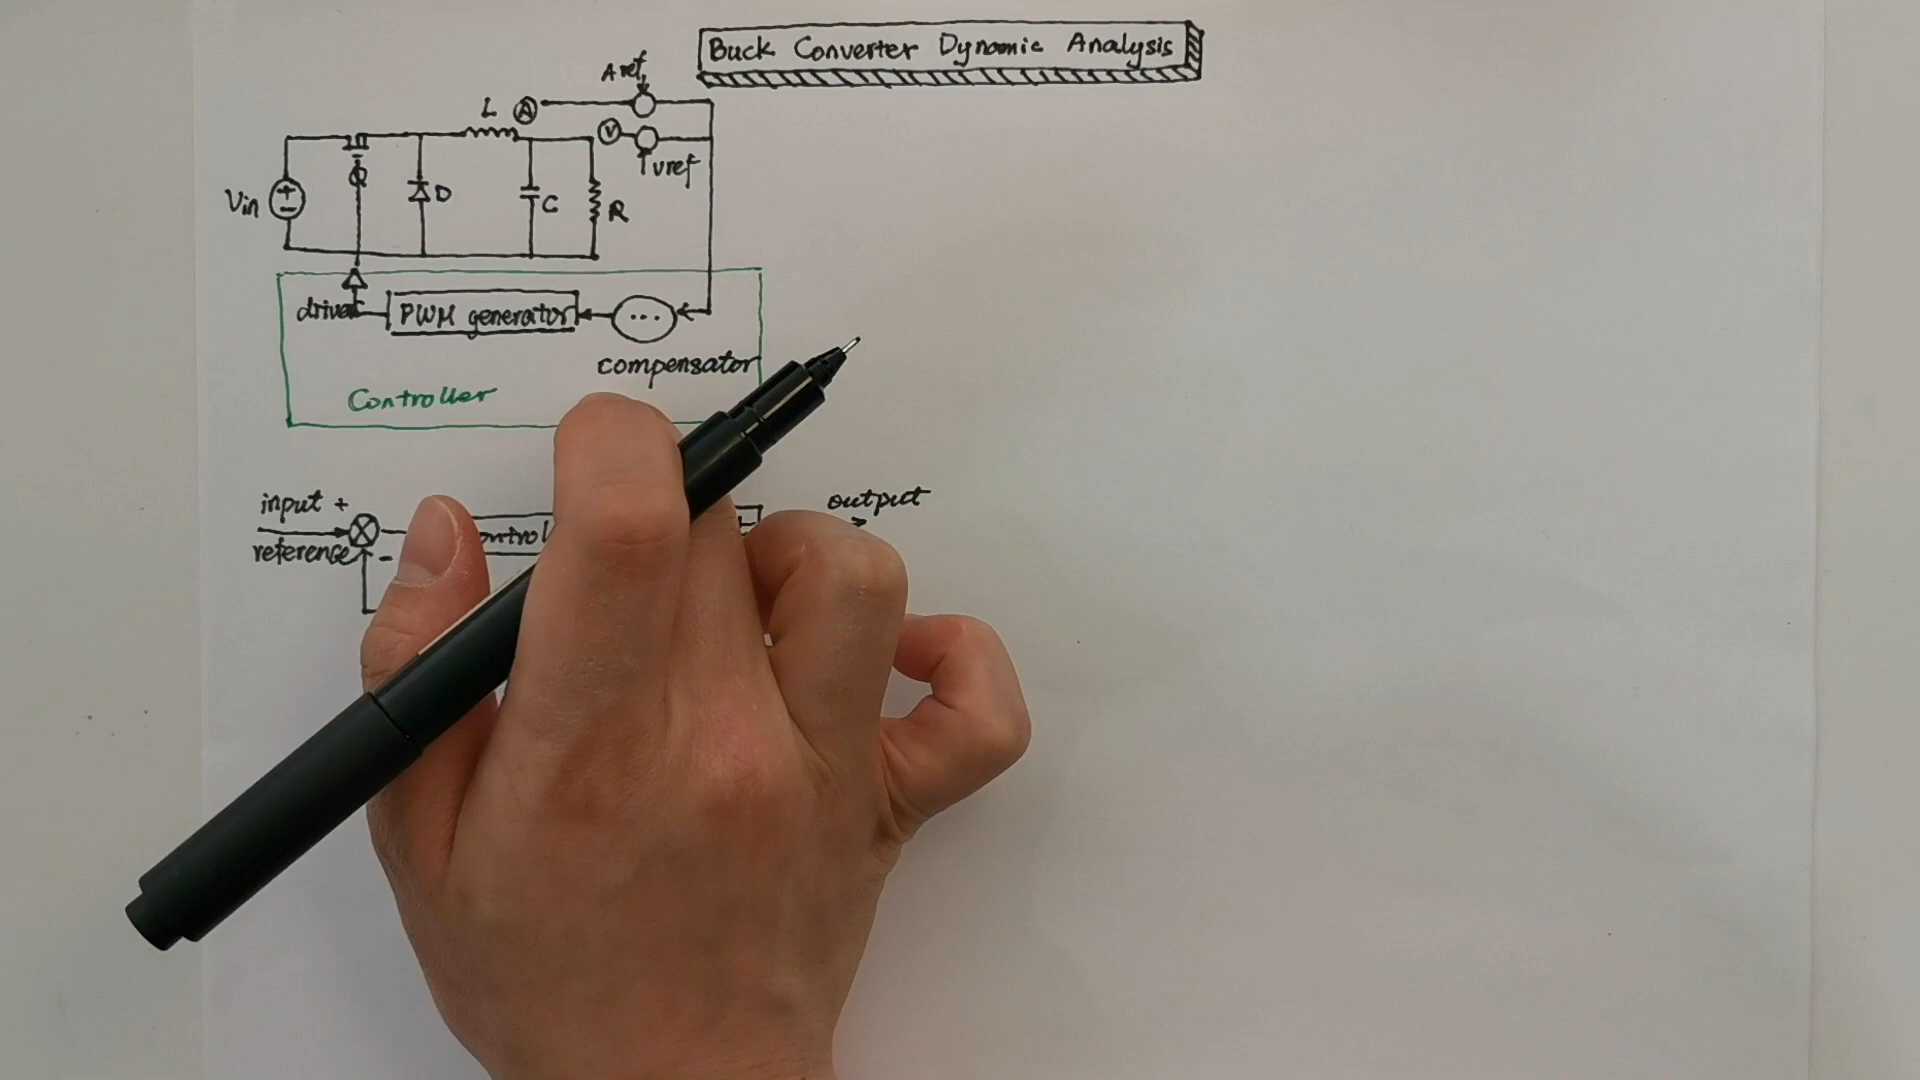 Buck Converter Dynamic Analysis
Aref
L A
V
vref
Vin + − Q D C R
driver PWM generator ...
compensator
Controller
input + output
reference −